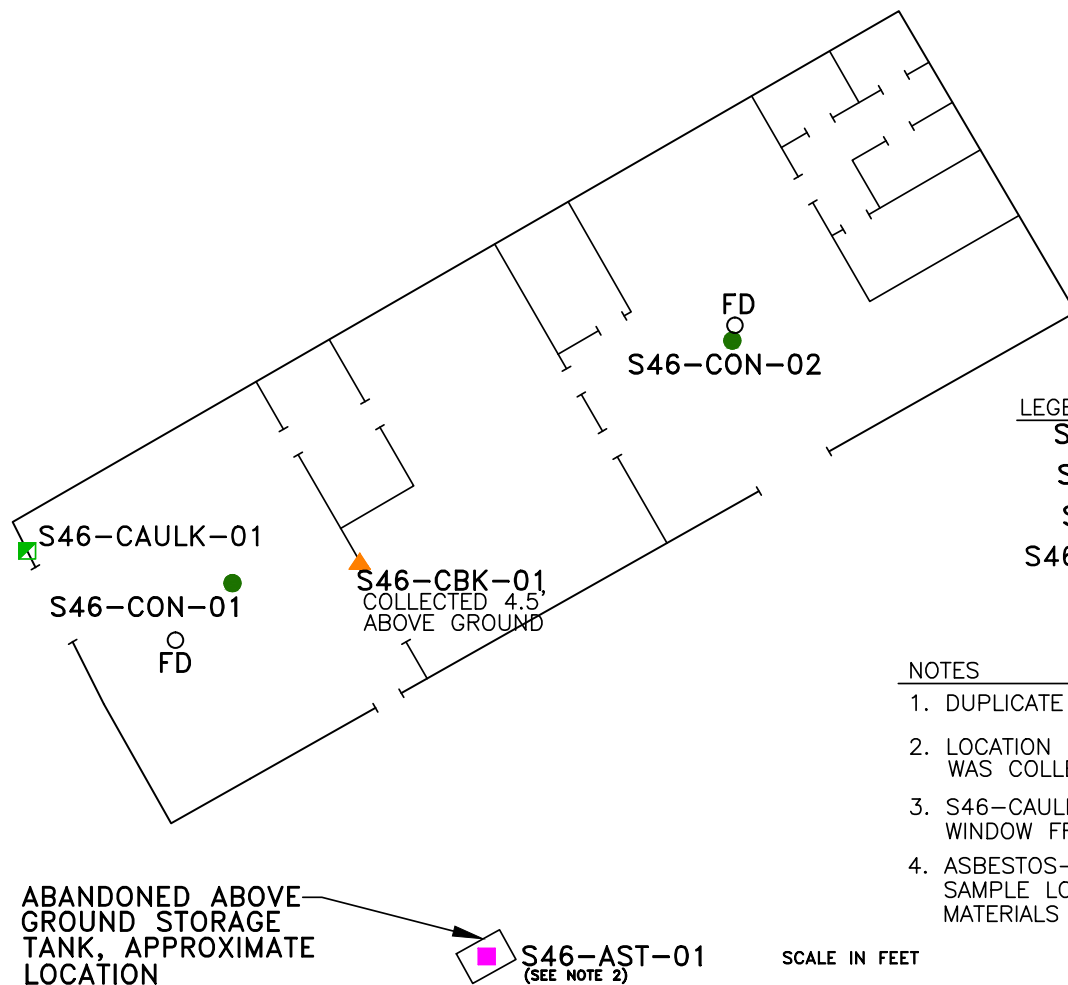 FD
S46-CON-02
LEGE
S
S
S
S46
S46-CAULK-01
S46-CON-01
FD
S46-CBK-01
COLLECTED 4.5'
ABOVE GROUND
NOTES
1. DUPLICATE
2. LOCATION
WAS COLLE
3. S46-CAUL
WINDOW FR
4. ASBESTOS-
SAMPLE LO
MATERIALS
ABANDONED ABOVE
GROUND STORAGE
TANK, APPROXIMATE
LOCATION
S46-AST-01
(SEE NOTE 2)
SCALE IN FEET